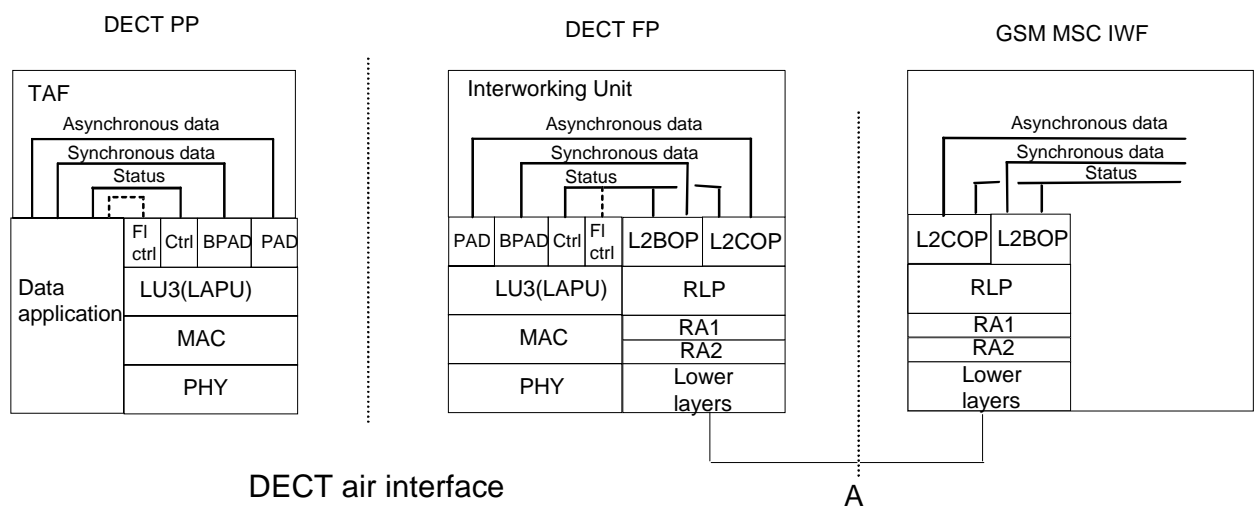 DECT PP
DECT FP
GSM MSC IWF
TAF
Asynchronous data
Synchronous data
Status
Fl
ctrl
Ctrl
BPAD
PAD
Data
application
LU3(LAPU)
MAC
PHY
Interworking Unit
Asynchronous data
Synchronous data
Status
PAD
BPAD
Ctrl
Fl
ctrl
L2BOP
L2COP
LU3(LAPU)
RLP
MAC
RA1
RA2
PHY
Lower
layers
Asynchronous data
Synchronous data
Status
L2COP
L2BOP
RLP
RA1
RA2
Lower
layers
DECT air interface
A